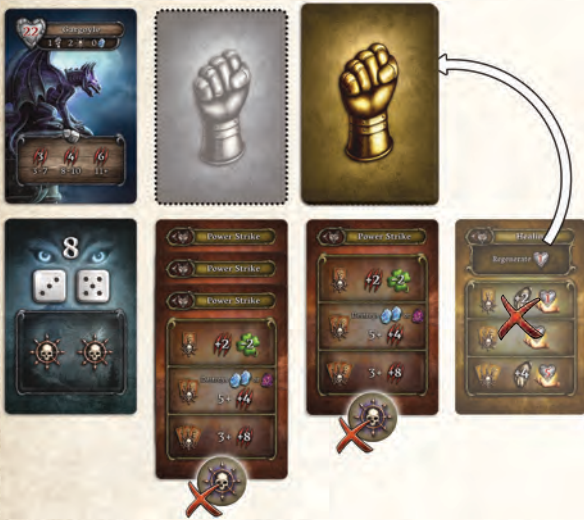 22 Gargoyle
1 2 0
3 4 6
5-7 8-10 11+
8
Power Strike
Power Strike
Power Strike
+2 2
5+ +4
3+ +8
Power Strike
+2 2
5+ +4
3+ +8
Regenerate